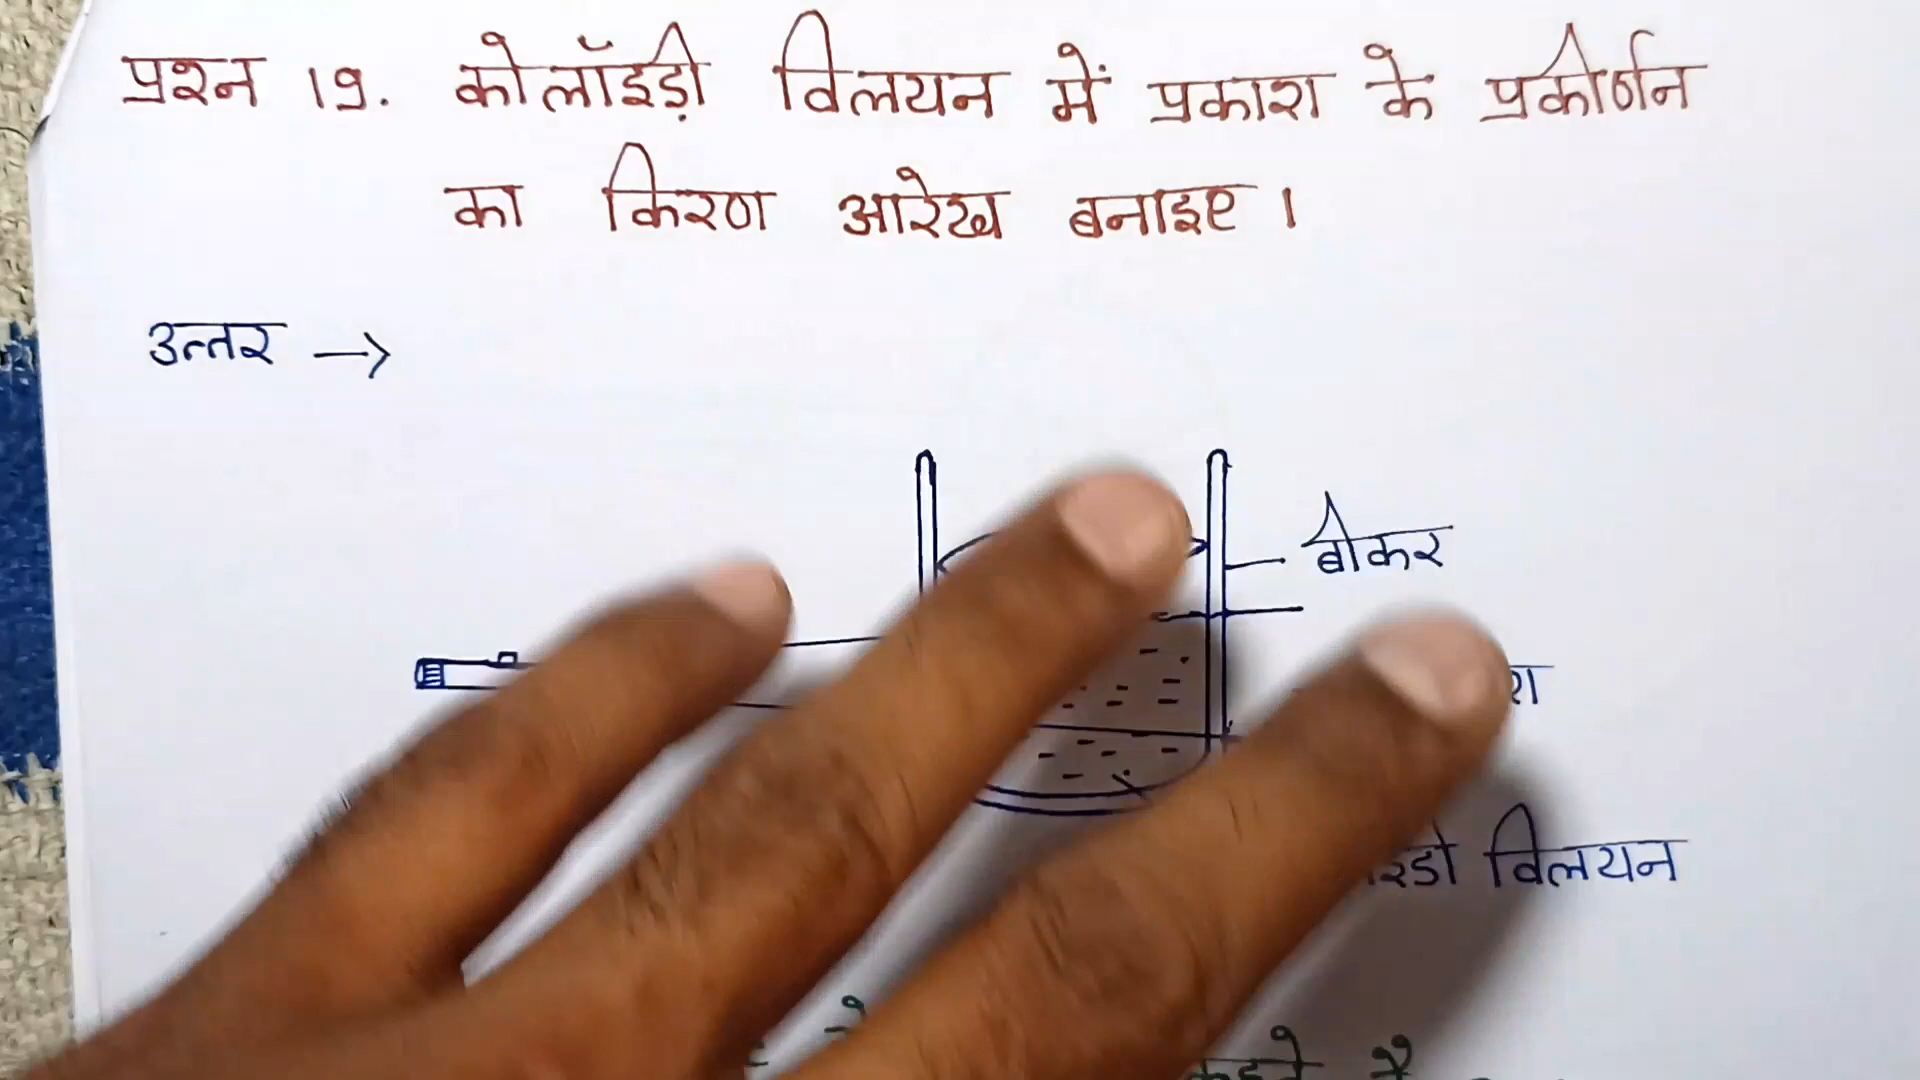 प्रश्न 19. कोलॉइड़ी विलयन में प्रकाश के प्रकीर्णन
का किरण आरेख बनाइए।
उत्तर →
बीकर
विलयन